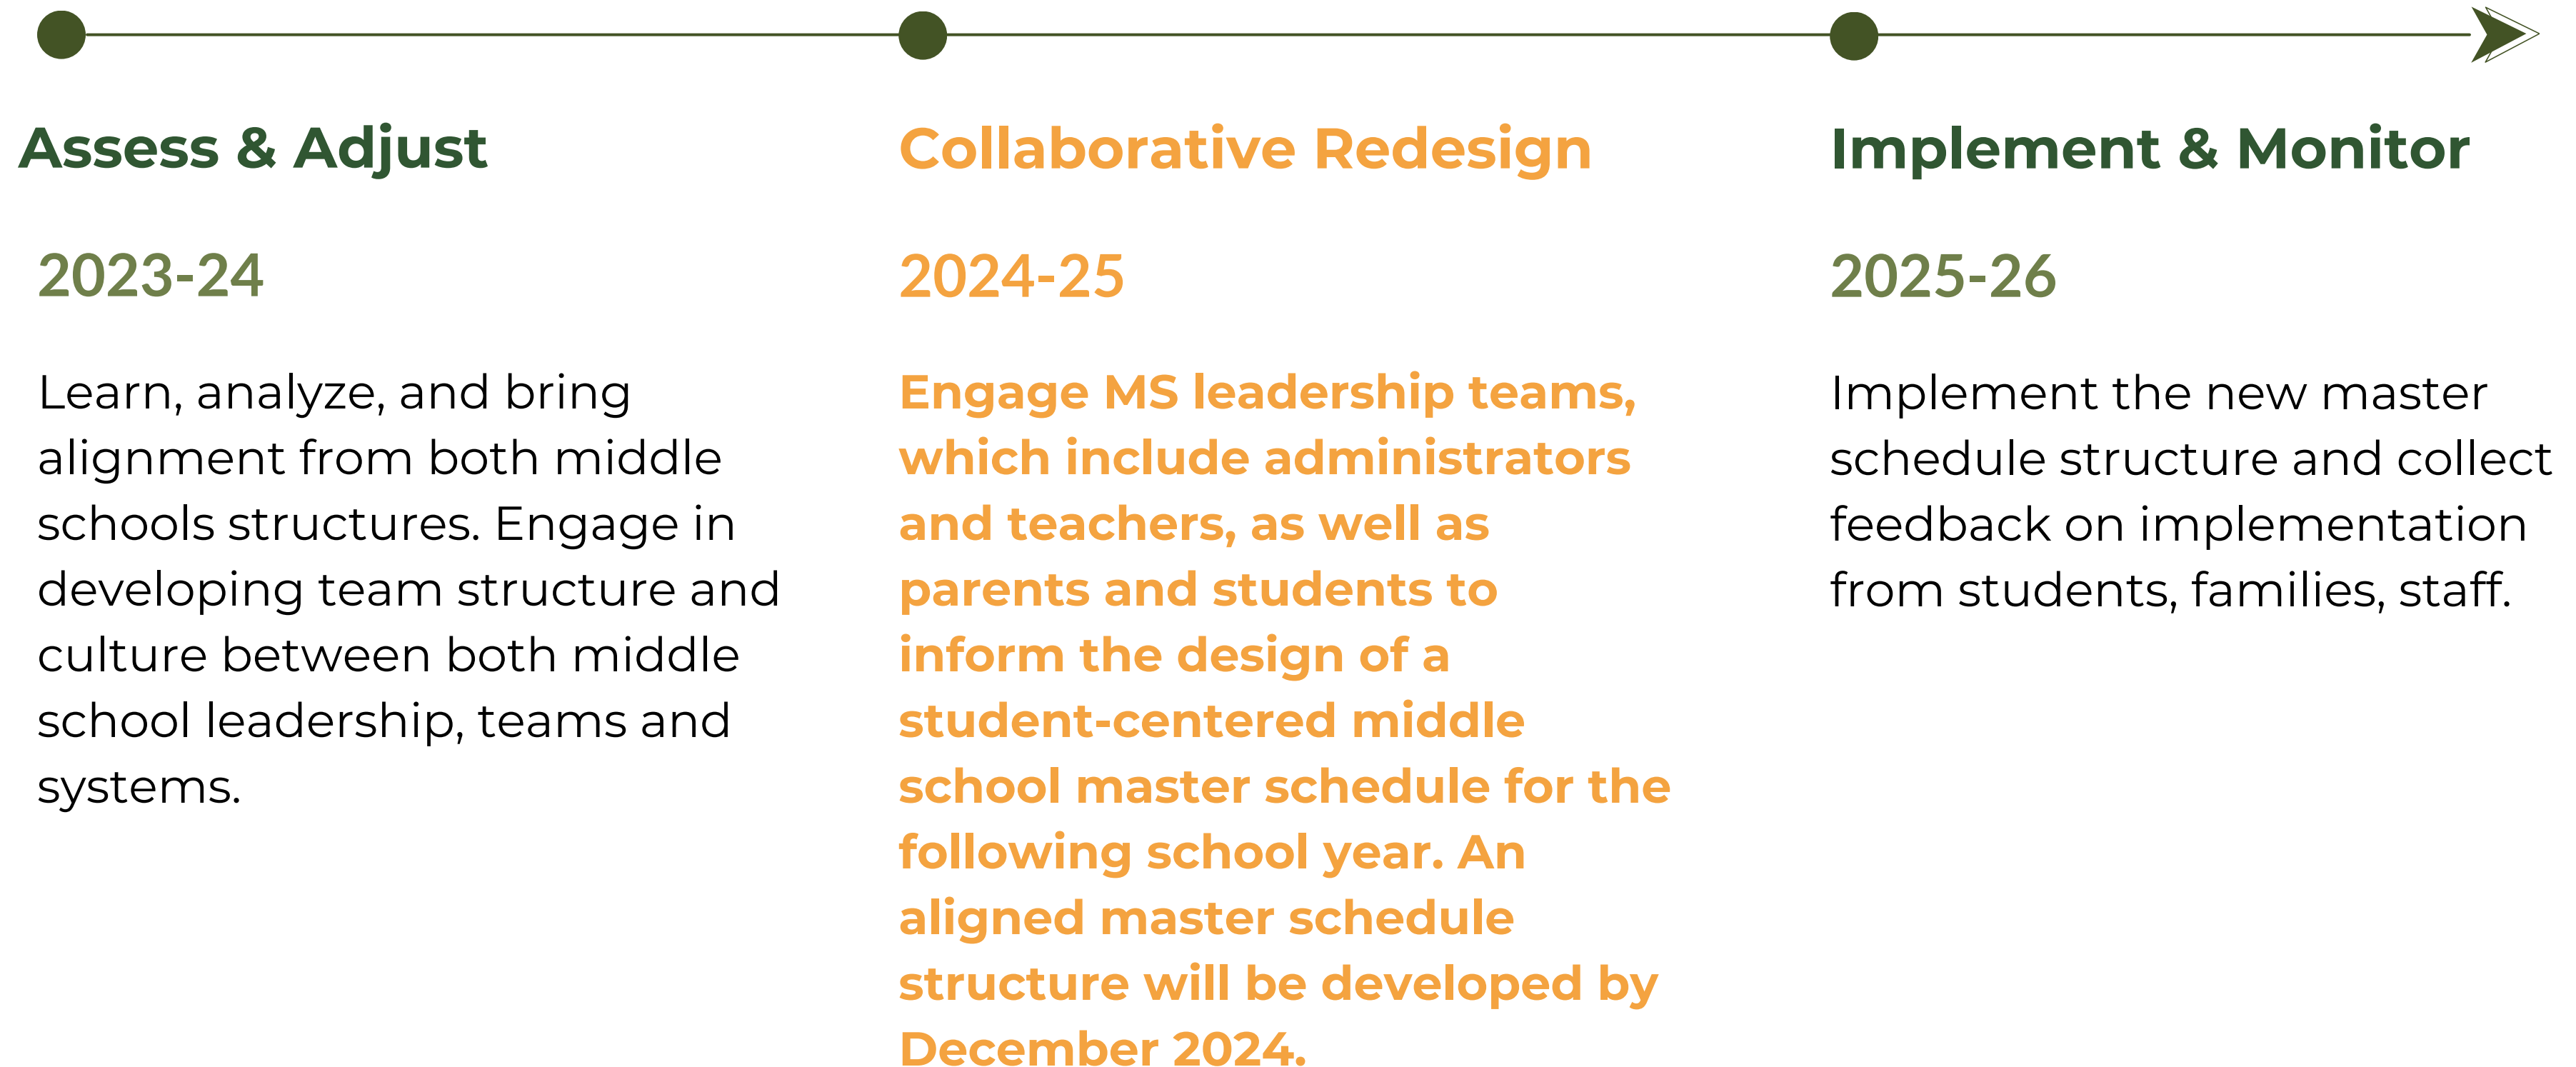 Assess & Adjust
2023-24
Learn, analyze, and bring
alignment from both middle
schools structures. Engage in
developing team structure and
culture between both middle
school leadership, teams and
systems.
Collaborative Redesign
2024-25
Engage MS leadership teams,
which include administrators
and teachers, as well as
parents and students to
inform the design of a
student-centered middle
school master schedule for the
following school year. An
aligned master schedule
structure will be developed by
December 2024.
Implement & Monitor
2025-26
Implement the new master
schedule structure and collect
feedback on implementation
from students, families, staff.